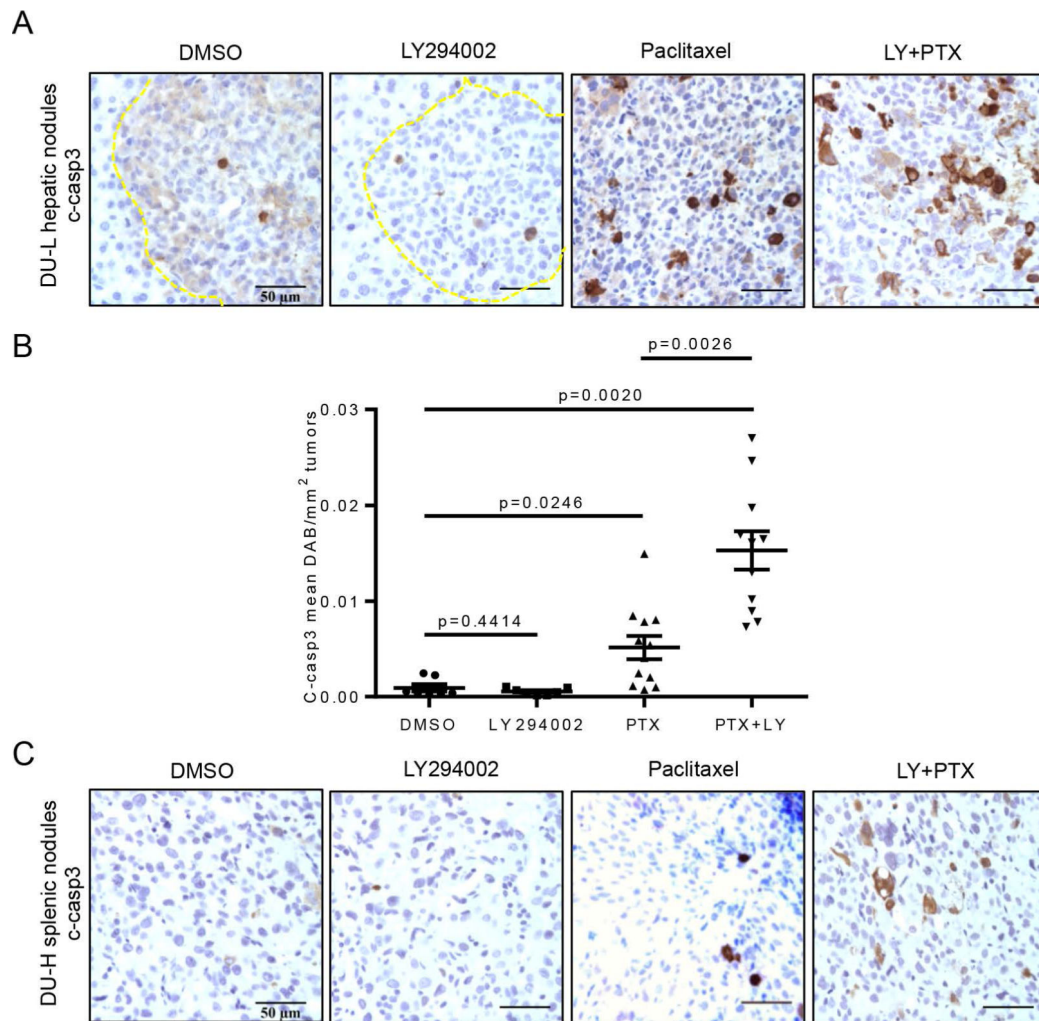 A
DMSO
LY294002
Paclitaxel
LY+PTX
DU-L hepatic nodules
c-casp3
50 µm
B
p=0.0026
p=0.0020
p=0.0246
p=0.4414
C-casp3 mean DAB/mm² tumors
0.03
0.02
0.01
0.00
DMSO
LY294002
PTX
PTX+LY
C
DMSO
LY294002
Paclitaxel
LY+PTX
DU-H splenic nodules
c-casp3
50 µm